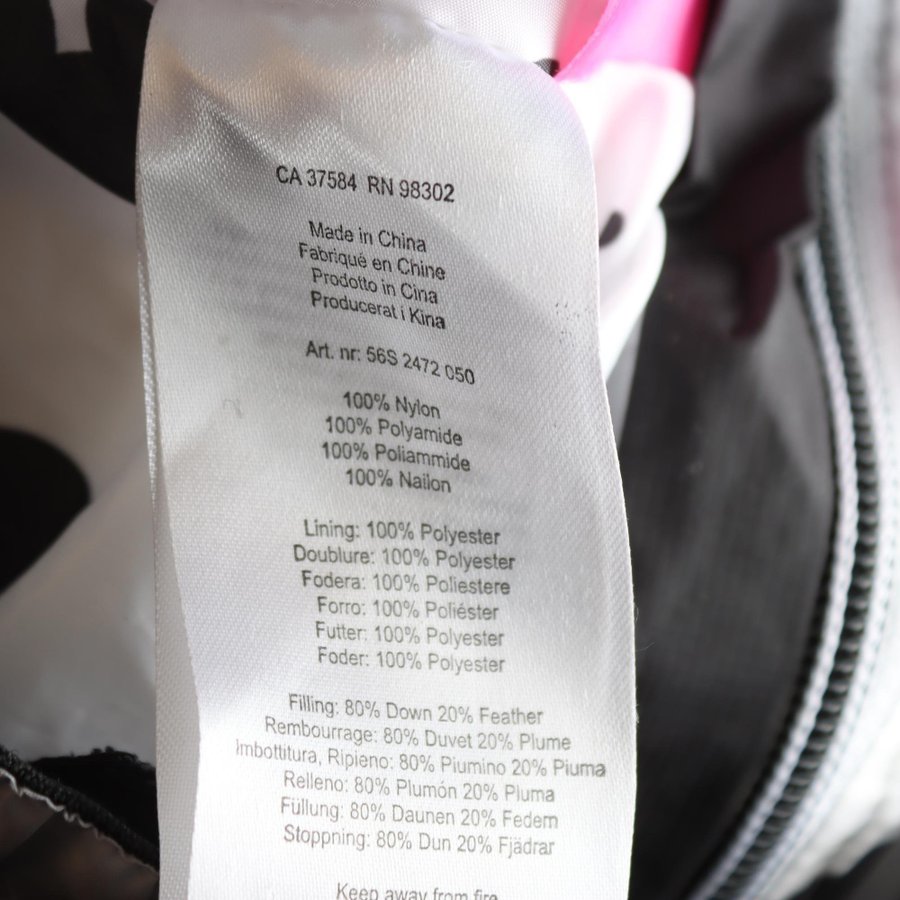 CA 37584 RN 98302
Made in China
Fabriqué en Chine
Prodotto in Cina
Producerat i Kina
Art. nr: 56S 2472 050
100% Nylon
100% Polyamide
100% Poliammide
100% Nailon
Lining: 100% Polyester
Doublure: 100% Polyester
Fodera: 100% Poliestere
Forro: 100% Poliéster
Futter: 100% Polyester
Foder: 100% Polyester
Filling: 80% Down 20% Feather
Rembourrage: 80% Duvet 20% Plume
Imbottitura, Ripieno: 80% Piumino 20% Piuma
Relleno: 80% Plumón 20% Pluma
Füllung: 80% Daunen 20% Federn
Stoppning: 80% Dun 20% Fjädrar
Keep away from fire